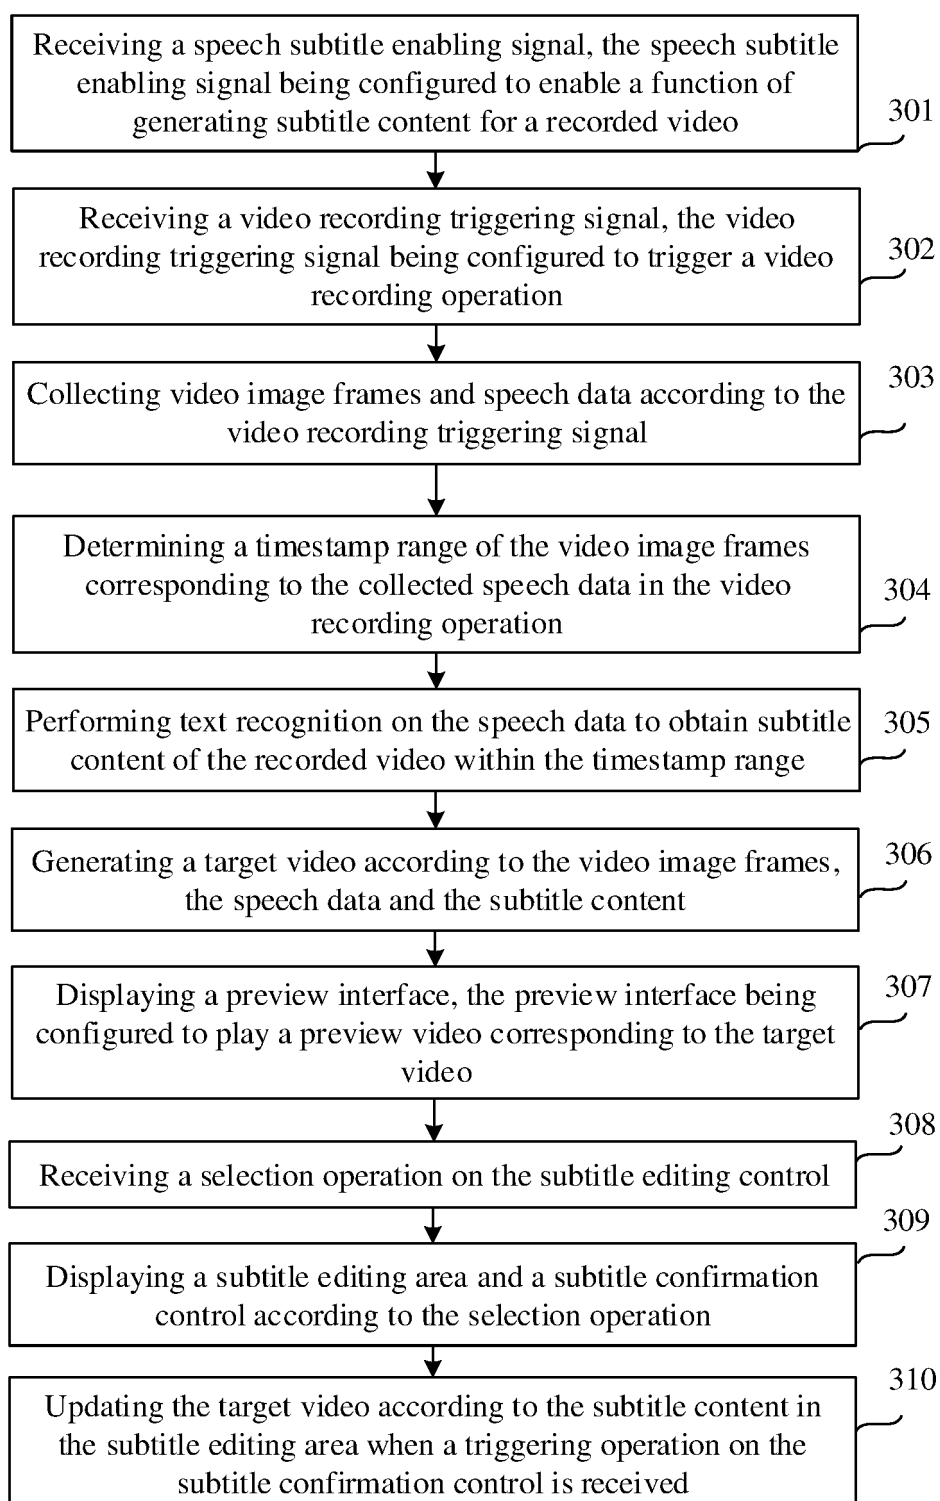 Receiving a speech subtitle enabling signal, the speech subtitle
enabling signal being configured to enable a function of
generating subtitle content for a recorded video
301
Receiving a video recording triggering signal, the video
recording triggering signal being configured to trigger a video
recording operation
302
Collecting video image frames and speech data according to the
video recording triggering signal
303
Determining a timestamp range of the video image frames
corresponding to the collected speech data in the video
recording operation
304
Performing text recognition on the speech data to obtain subtitle
content of the recorded video within the timestamp range
305
Generating a target video according to the video image frames,
the speech data and the subtitle content
306
Displaying a preview interface, the preview interface being
configured to play a preview video corresponding to the target
video
307
Receiving a selection operation on the subtitle editing control
308
Displaying a subtitle editing area and a subtitle confirmation
control according to the selection operation
309
Updating the target video according to the subtitle content in
the subtitle editing area when a triggering operation on the
subtitle confirmation control is received
310